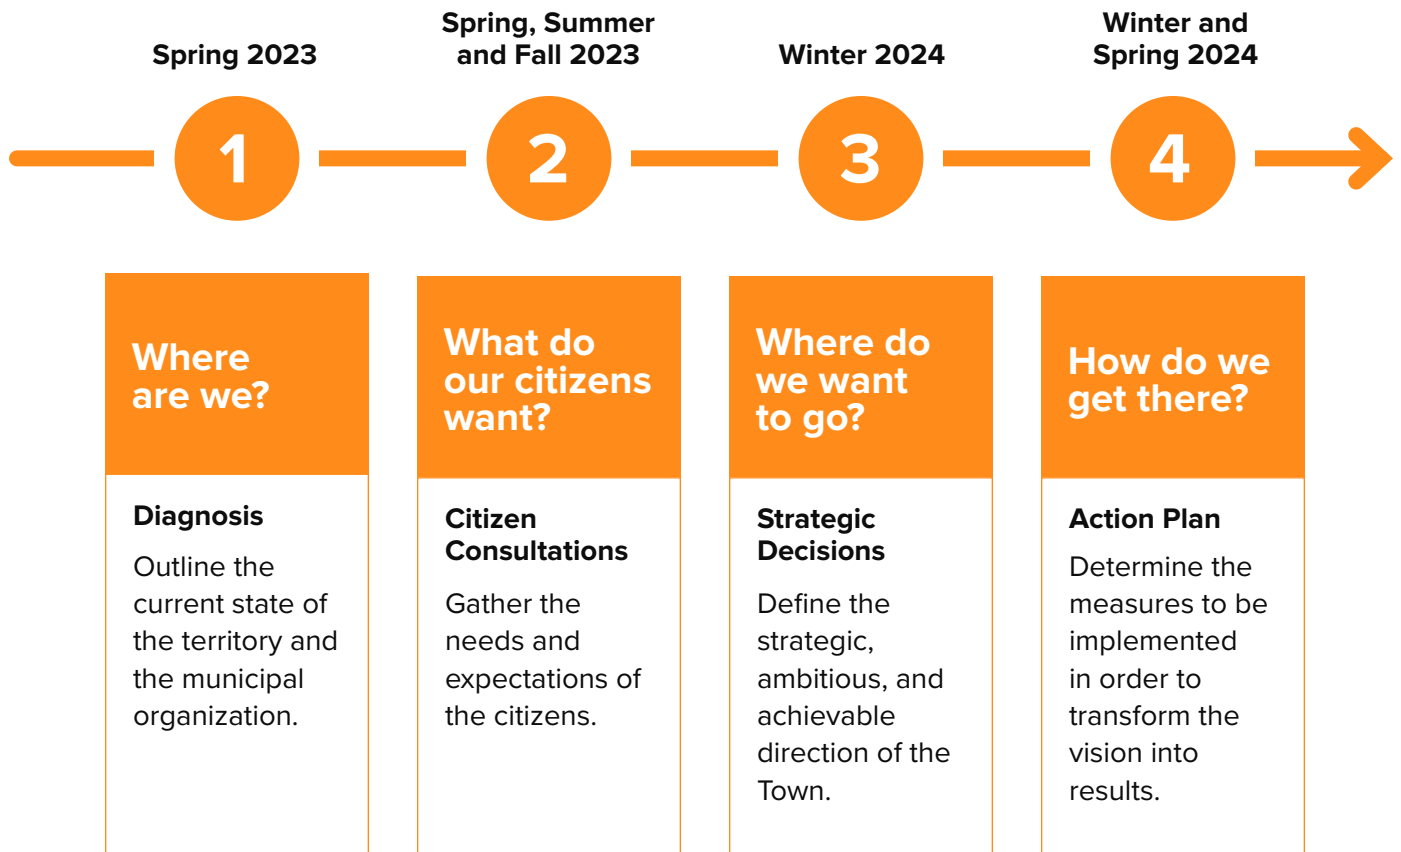 Spring 2023
Spring, Summer
and Fall 2023
Winter 2024
Winter and
Spring 2024
1
2
3
4
Where
are we?
Diagnosis
Outline the
current state of
the territory and
the municipal
organization.
What do
our citizens
want?
Citizen
Consultations
Gather the
needs and
expectations of
the citizens.
Where do
we want
to go?
Strategic
Decisions
Define the
strategic,
ambitious, and
achievable
direction of the
Town.
How do we
get there?
Action Plan
Determine the
measures to be
implemented
in order to
transform the
vision into
results.